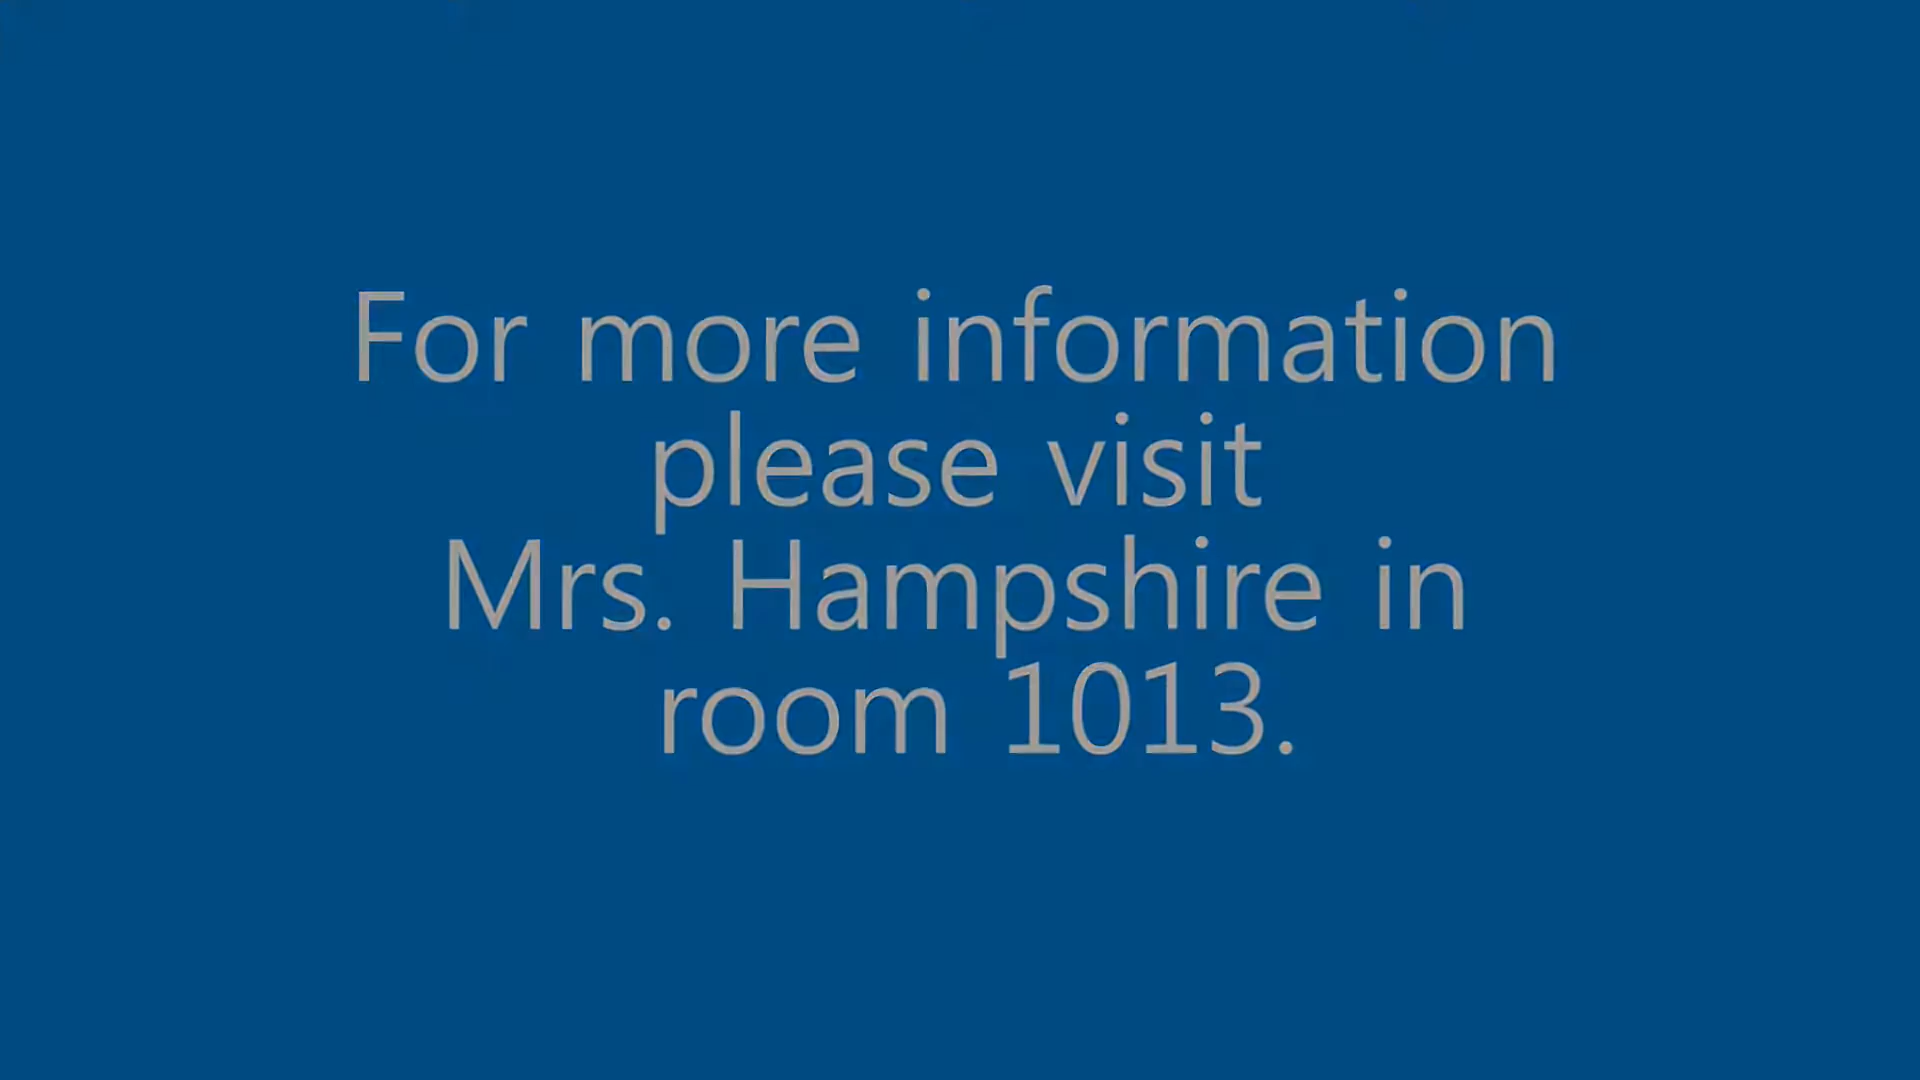 For more information
please visit
Mrs. Hampshire in
room 1013.